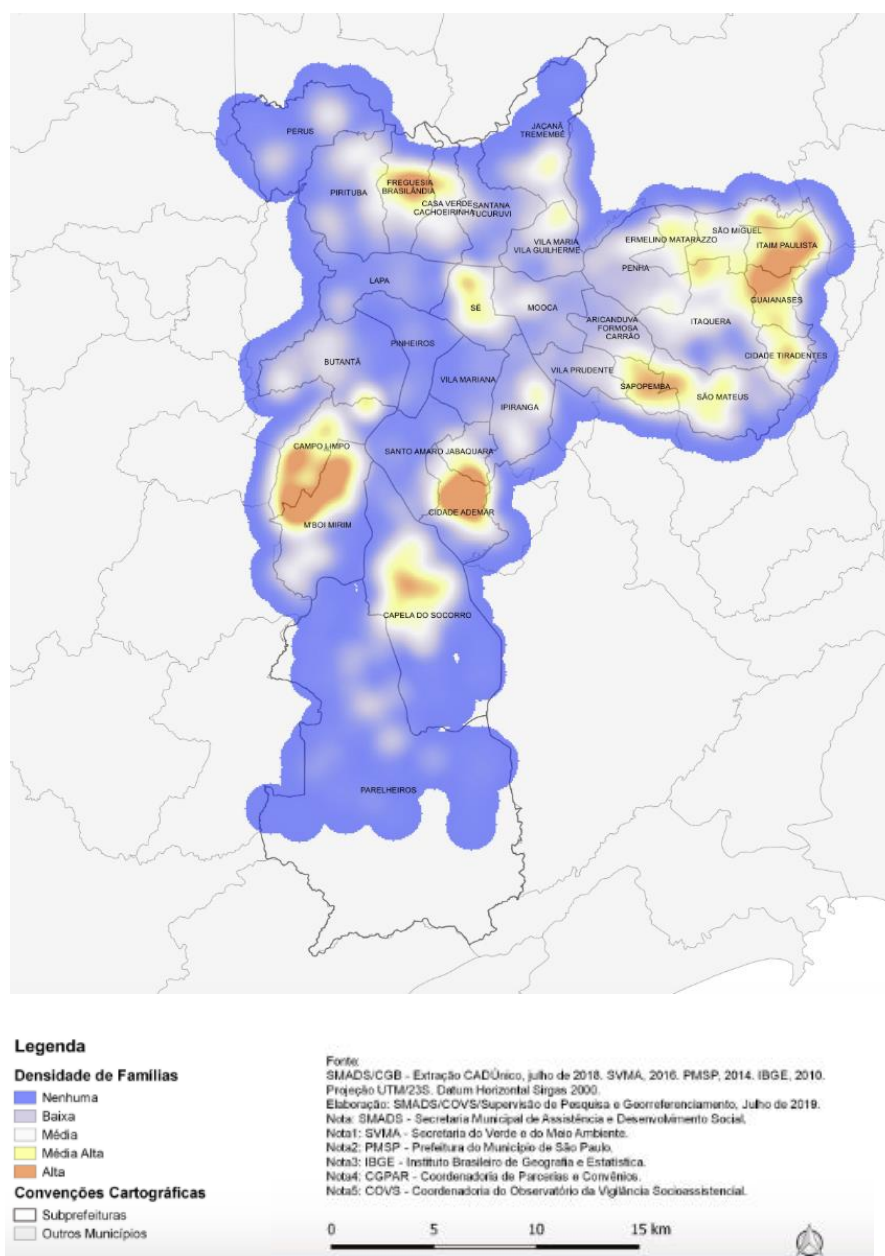 PERUS
JAÇANÃ
TREMEMBÉ
PIRITUBA
FREGUESIA
BRASILÂNDIA
CASA VERDE
CACHOEIRINHA
SANTANA
TUCURUVI
VILA MARIA
VILA GUILHERME
ERMELINO MATARAZZO
SÃO MIGUEL
ITAIM PAULISTA
PENHA
LAPA
SÉ
MOOCA
GUAIANASES
ARICANDUVA
FORMOSA
CARRÃO
ITAQUERA
PINHEIROS
BUTANTÃ
CIDADE TIRADENTES
VILA MARIANA
VILA PRUDENTE
SAPOPEMBA
SÃO MATEUS
IPIRANGA
CAMPO LIMPO
SANTO AMARO
JABAQUARA
CIDADE ADEMAR
M'BOI MIRIM
CAPELA DO SOCORRO
PARELHEIROS
Legenda
Densidade de Famílias
Nenhuma
Baixa
Média
Média Alta
Alta
Convenções Cartográficas
Subprefeituras
Outros Municípios
Fonte:
SMADS/CGB - Extração CADÚnico, julho de 2018. SVMA, 2016. PMSP, 2014. IBGE, 2010.
Projeção UTM/23S. Datum Horizontal Sirgas 2000.
Elaboração: SMADS/COVS/Supervisão de Pesquisa e Georreferenciamento, Julho de 2019.
Nota: SMADS - Secretaria Municipal de Assistência e Desenvolvimento Social.
Nota1: SVMA - Secretaria do Verde e do Meio Ambiente.
Nota2: PMSP - Prefeitura do Município de São Paulo.
Nota3: IBGE - Instituto Brasileiro de Geografia e Estatística.
Nota4: CGPAR - Coordenadoria de Parcerias e Convênios.
Nota5: COVS - Coordenadoria do Observatório da Vigilância Socioassistencial.
0 5 10 15 km